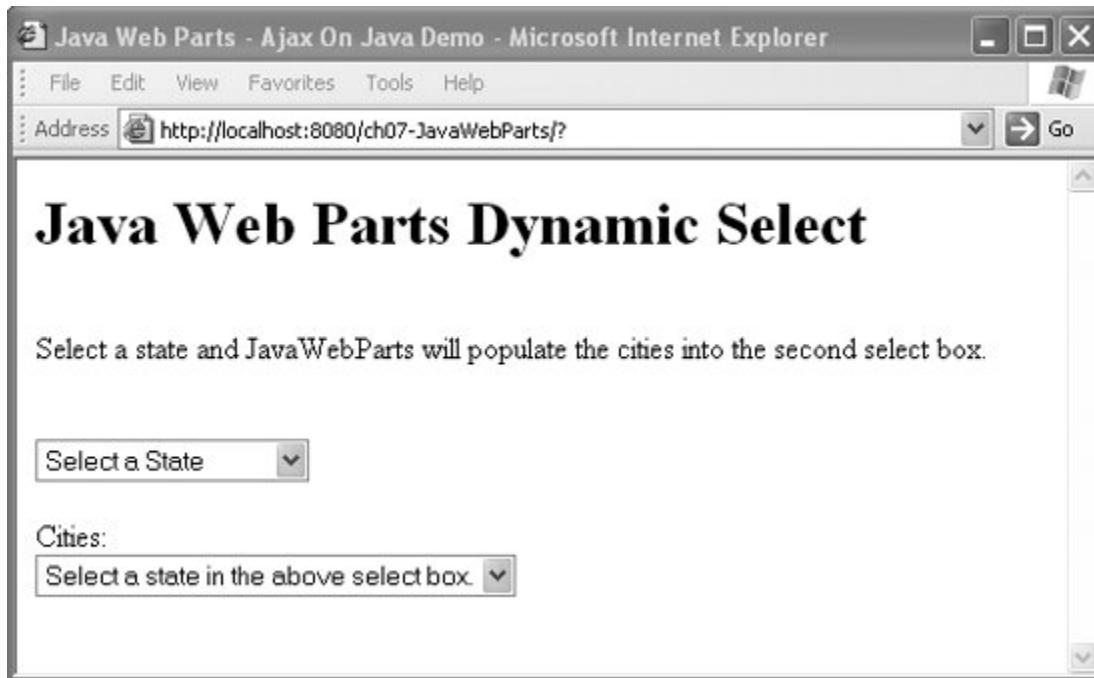 Java Web Parts - Ajax On Java Demo - Microsoft Internet Explorer
File Edit View Favorites Tools Help
Address http://localhost:8080/ch07-JavaWebParts/? Go
Java Web Parts Dynamic Select
Select a state and JavaWebParts will populate the cities into the second select box.
Select a State
Cities:
Select a state in the above select box.